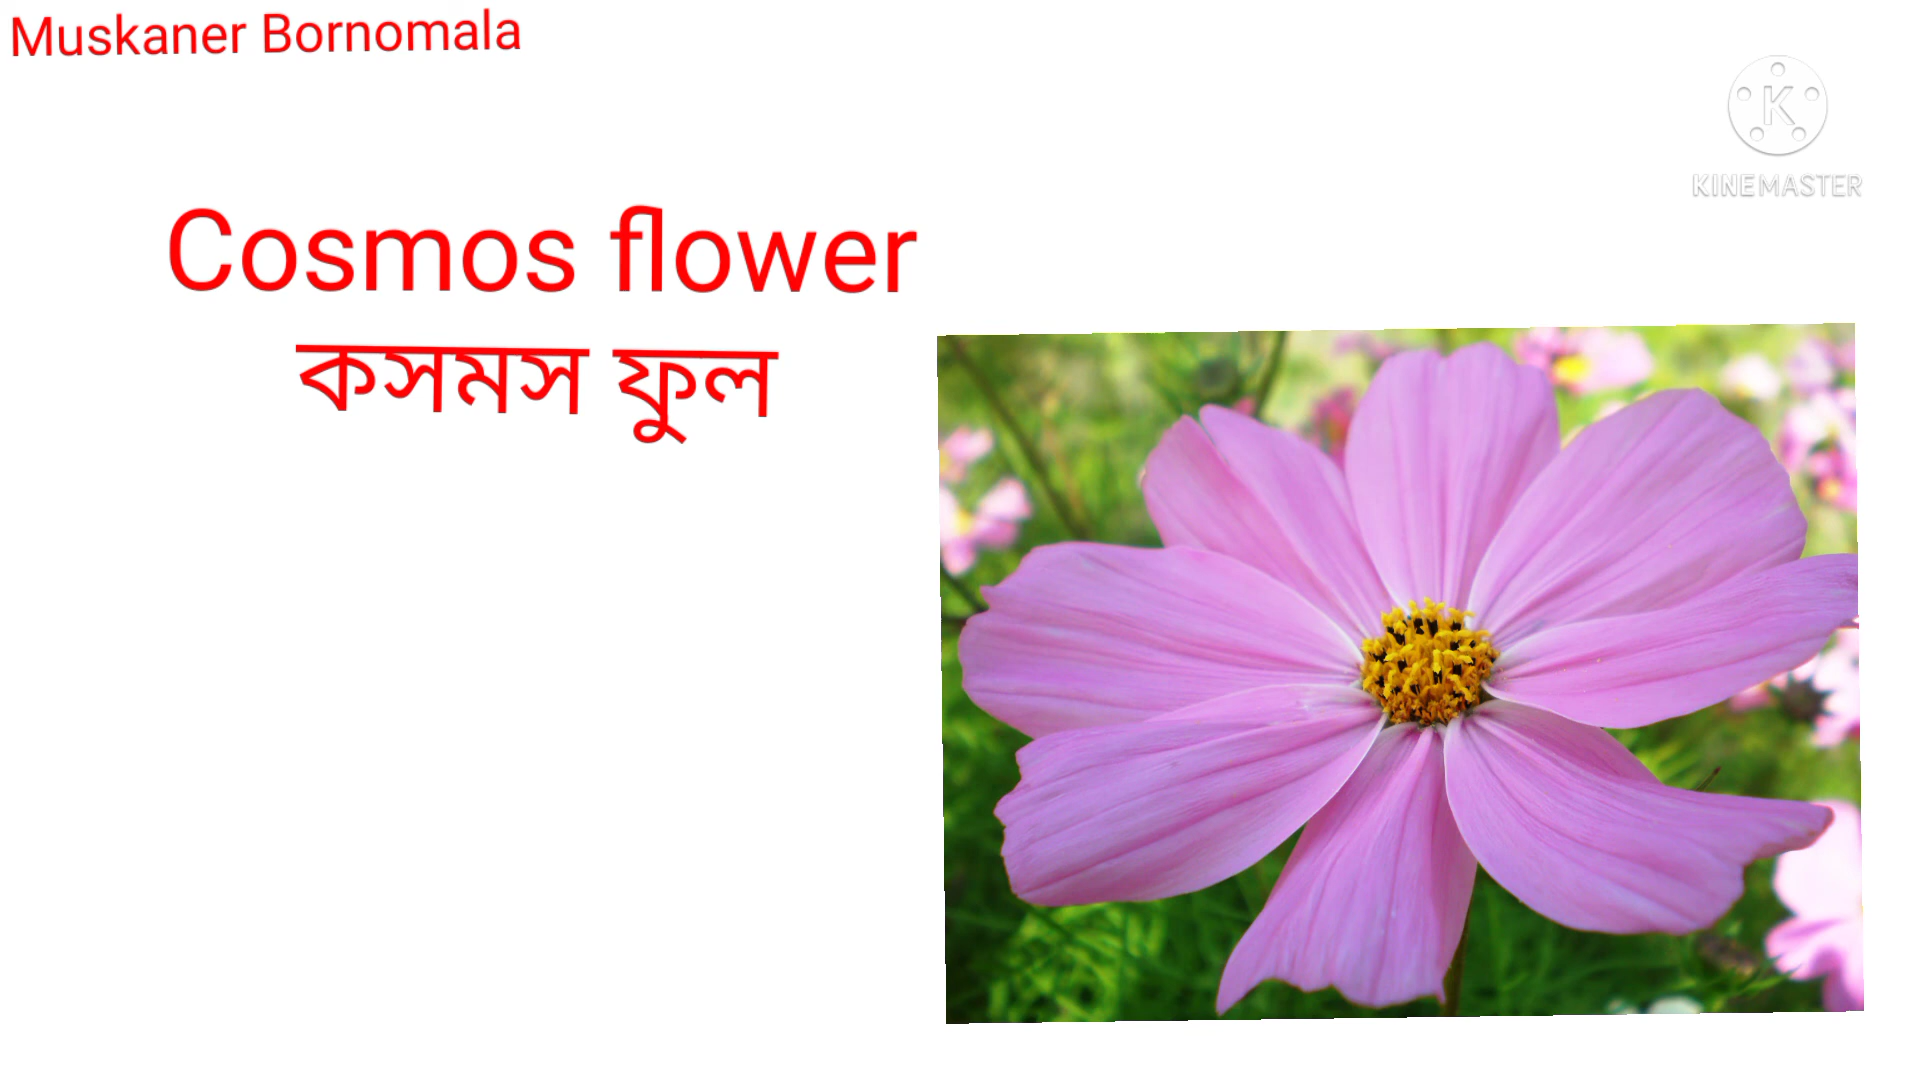 Muskaner Bornomala
K
KINEMASTER
Cosmos flower
কসমস ফুল